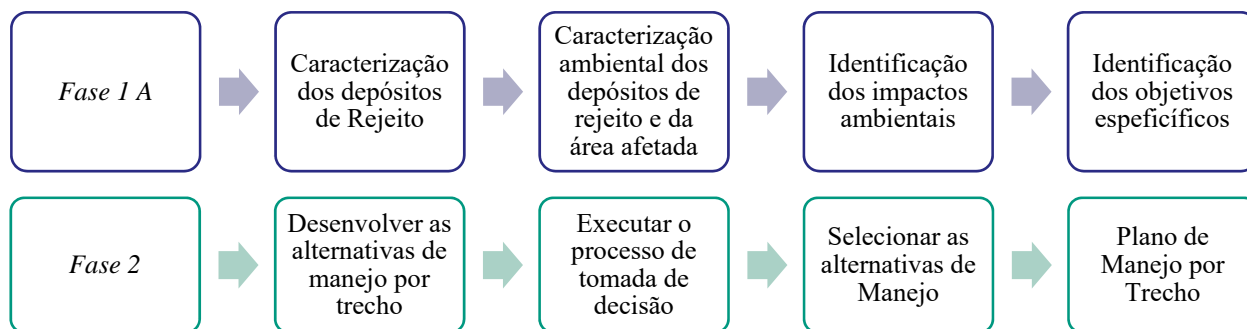 Fase 1 A
Caracterização
dos depósitos
de Rejeito
Caracterização
ambiental dos
depósitos de
rejeito e da
área afetada
Identificação
dos impactos
ambientais
Identificação
dos objetivos
espeficíficos
Fase 2
Desenvolver as
alternativas de
manejo por
trecho
Executar o
processo de
tomada de
decisão
Selecionar as
alternativas de
Manejo
Plano de
Manejo por
Trecho